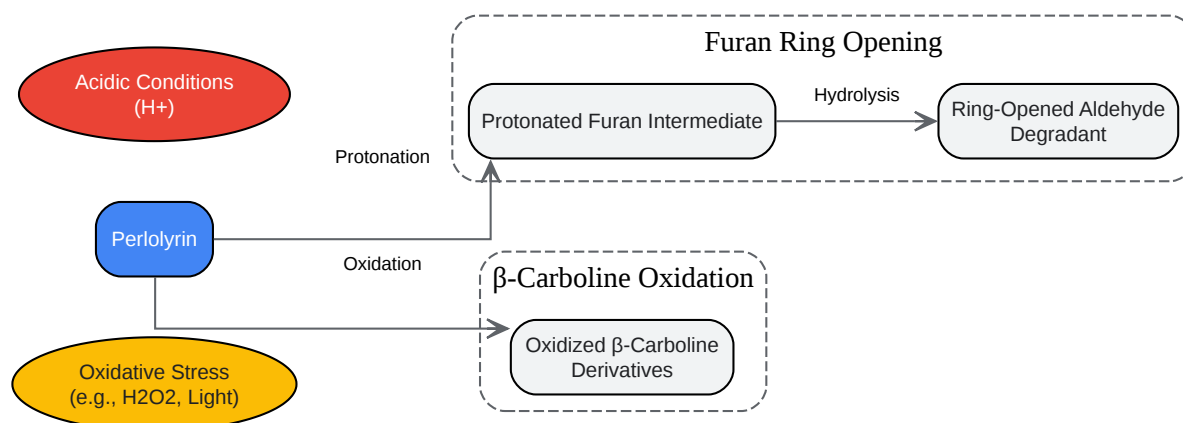 Furan Ring Opening
Acidic Conditions
(H+)
Protonated Furan Intermediate
Hydrolysis
Ring-Opened Aldehyde
Degradant
Protonation
Perlolyrin
Oxidation
β-Carboline Oxidation
Oxidized β-Carboline
Derivatives
Oxidative Stress
(e.g., H2O2, Light)